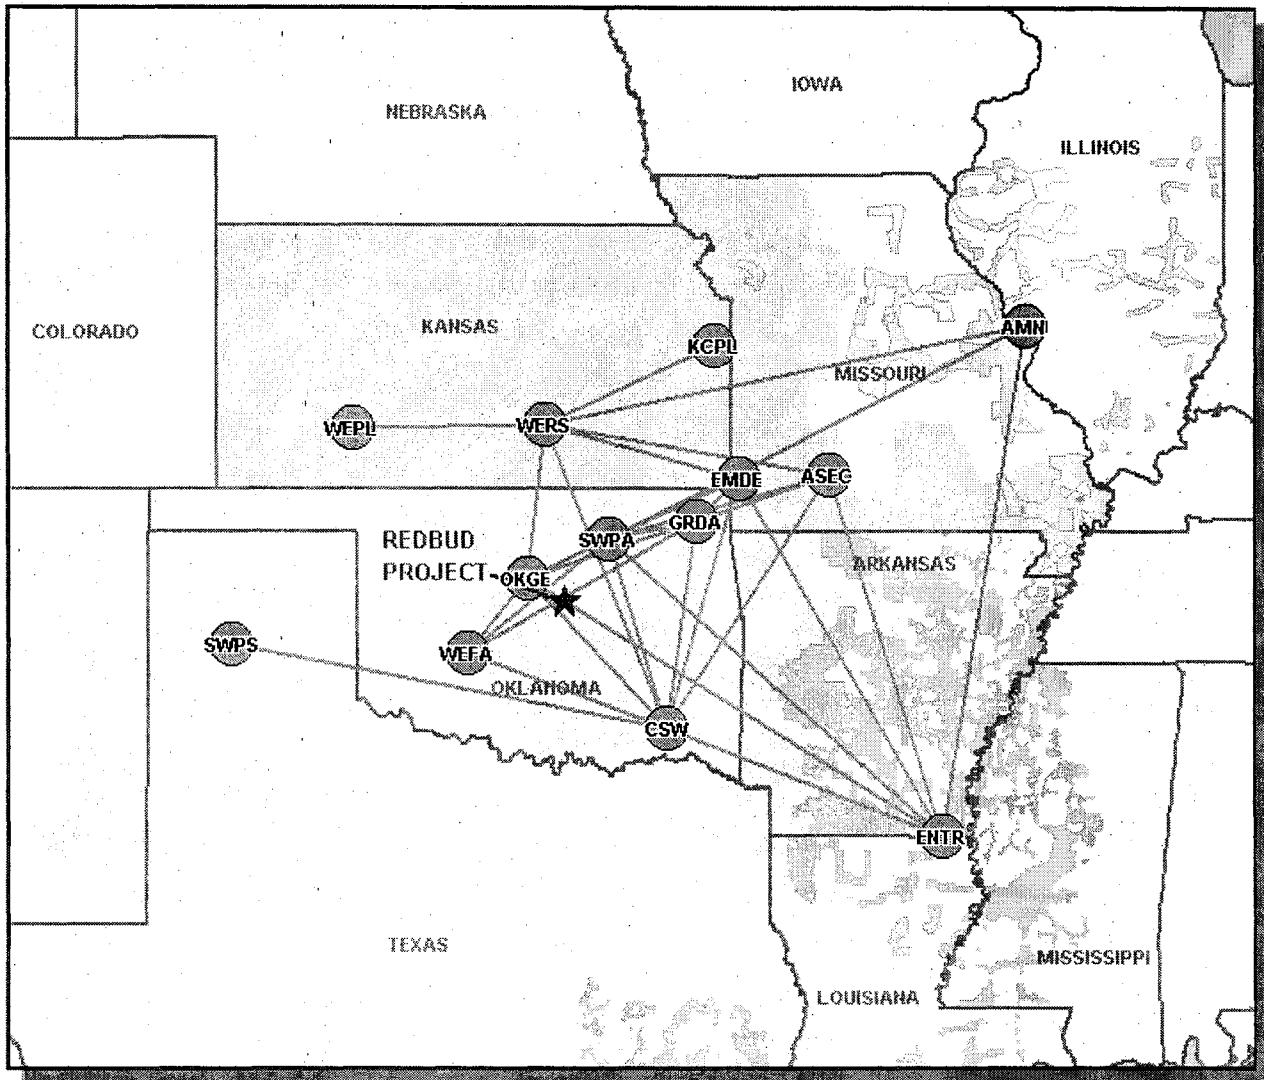 IOWA
NEBRASKA
ILLINOIS
COLORADO
KANSAS
AMN
KCPL
MISSOURI
WEPL
WERS
EMDE
ASEC
GRDA
SWPA
REDBUD
PROJECT
OKGE
ARKANSAS
SWPS
WEFA
OKLAHOMA
CSW
ENTR
TEXAS
MISSISSIPPI
LOUISIANA